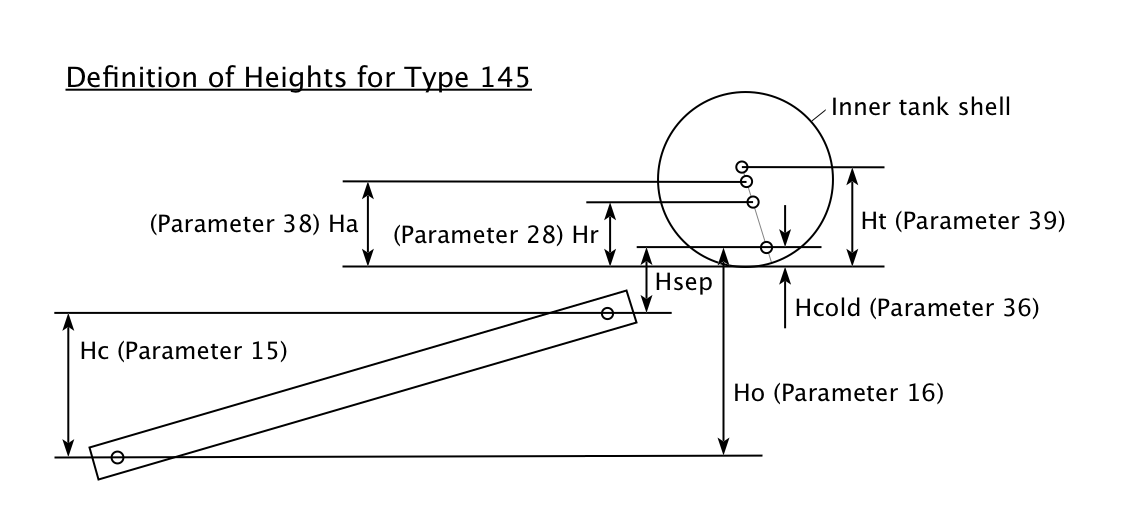 Definition of Heights for Type 145
Inner tank shell
(Parameter 38) Ha
(Parameter 28) Hr
Ht (Parameter 39)
Hsep
Hcold (Parameter 36)
Hc (Parameter 15)
Ho (Parameter 16)